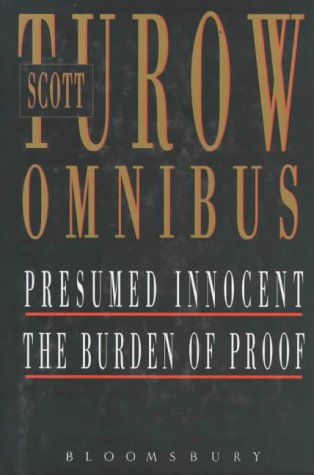 SCOTT
TUROW
OMNIBUS
PRESUMED INNOCENT
THE BURDEN OF PROOF
BLOOMSBURY